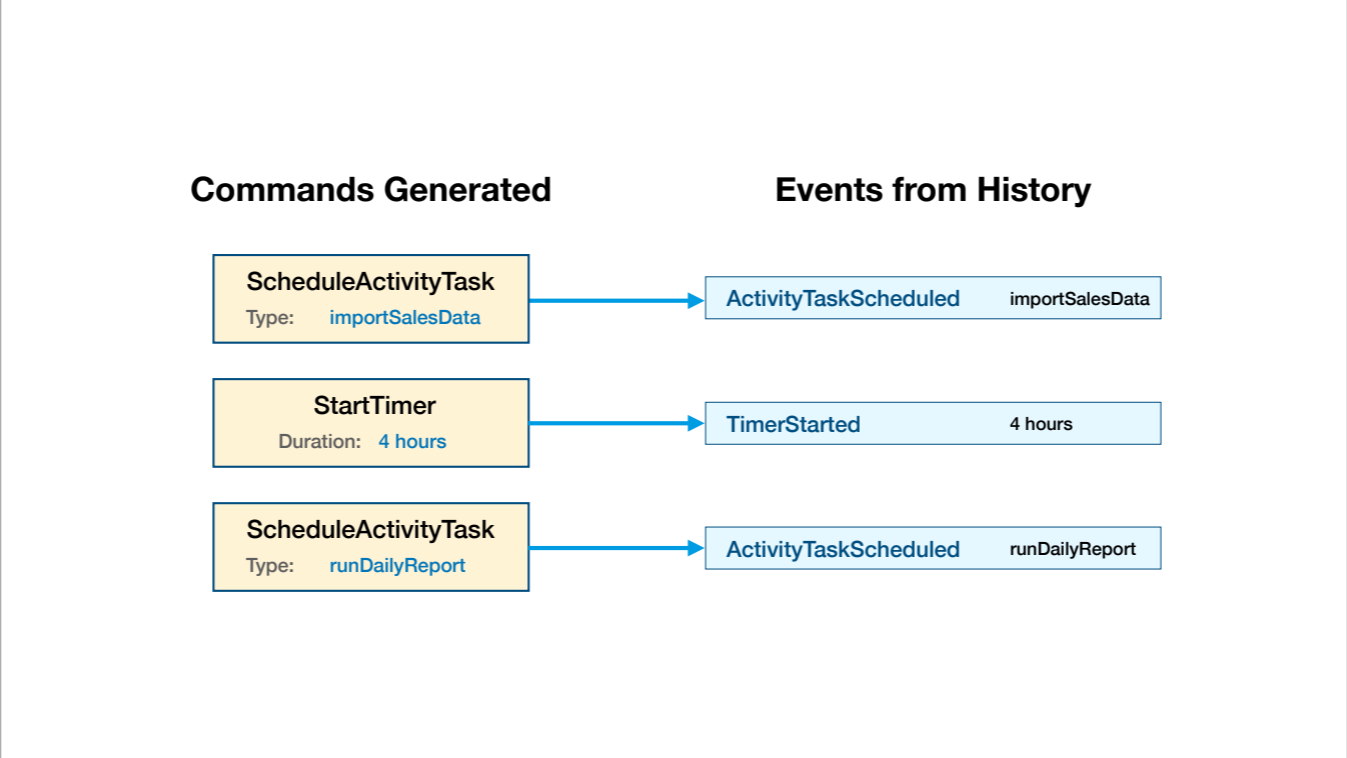 Commands Generated
Events from History
ScheduleActivityTask
Type: importSalesData
ActivityTaskScheduled importSalesData
StartTimer
Duration: 4 hours
TimerStarted 4 hours
ScheduleActivityTask
Type: runDailyReport
ActivityTaskScheduled runDailyReport